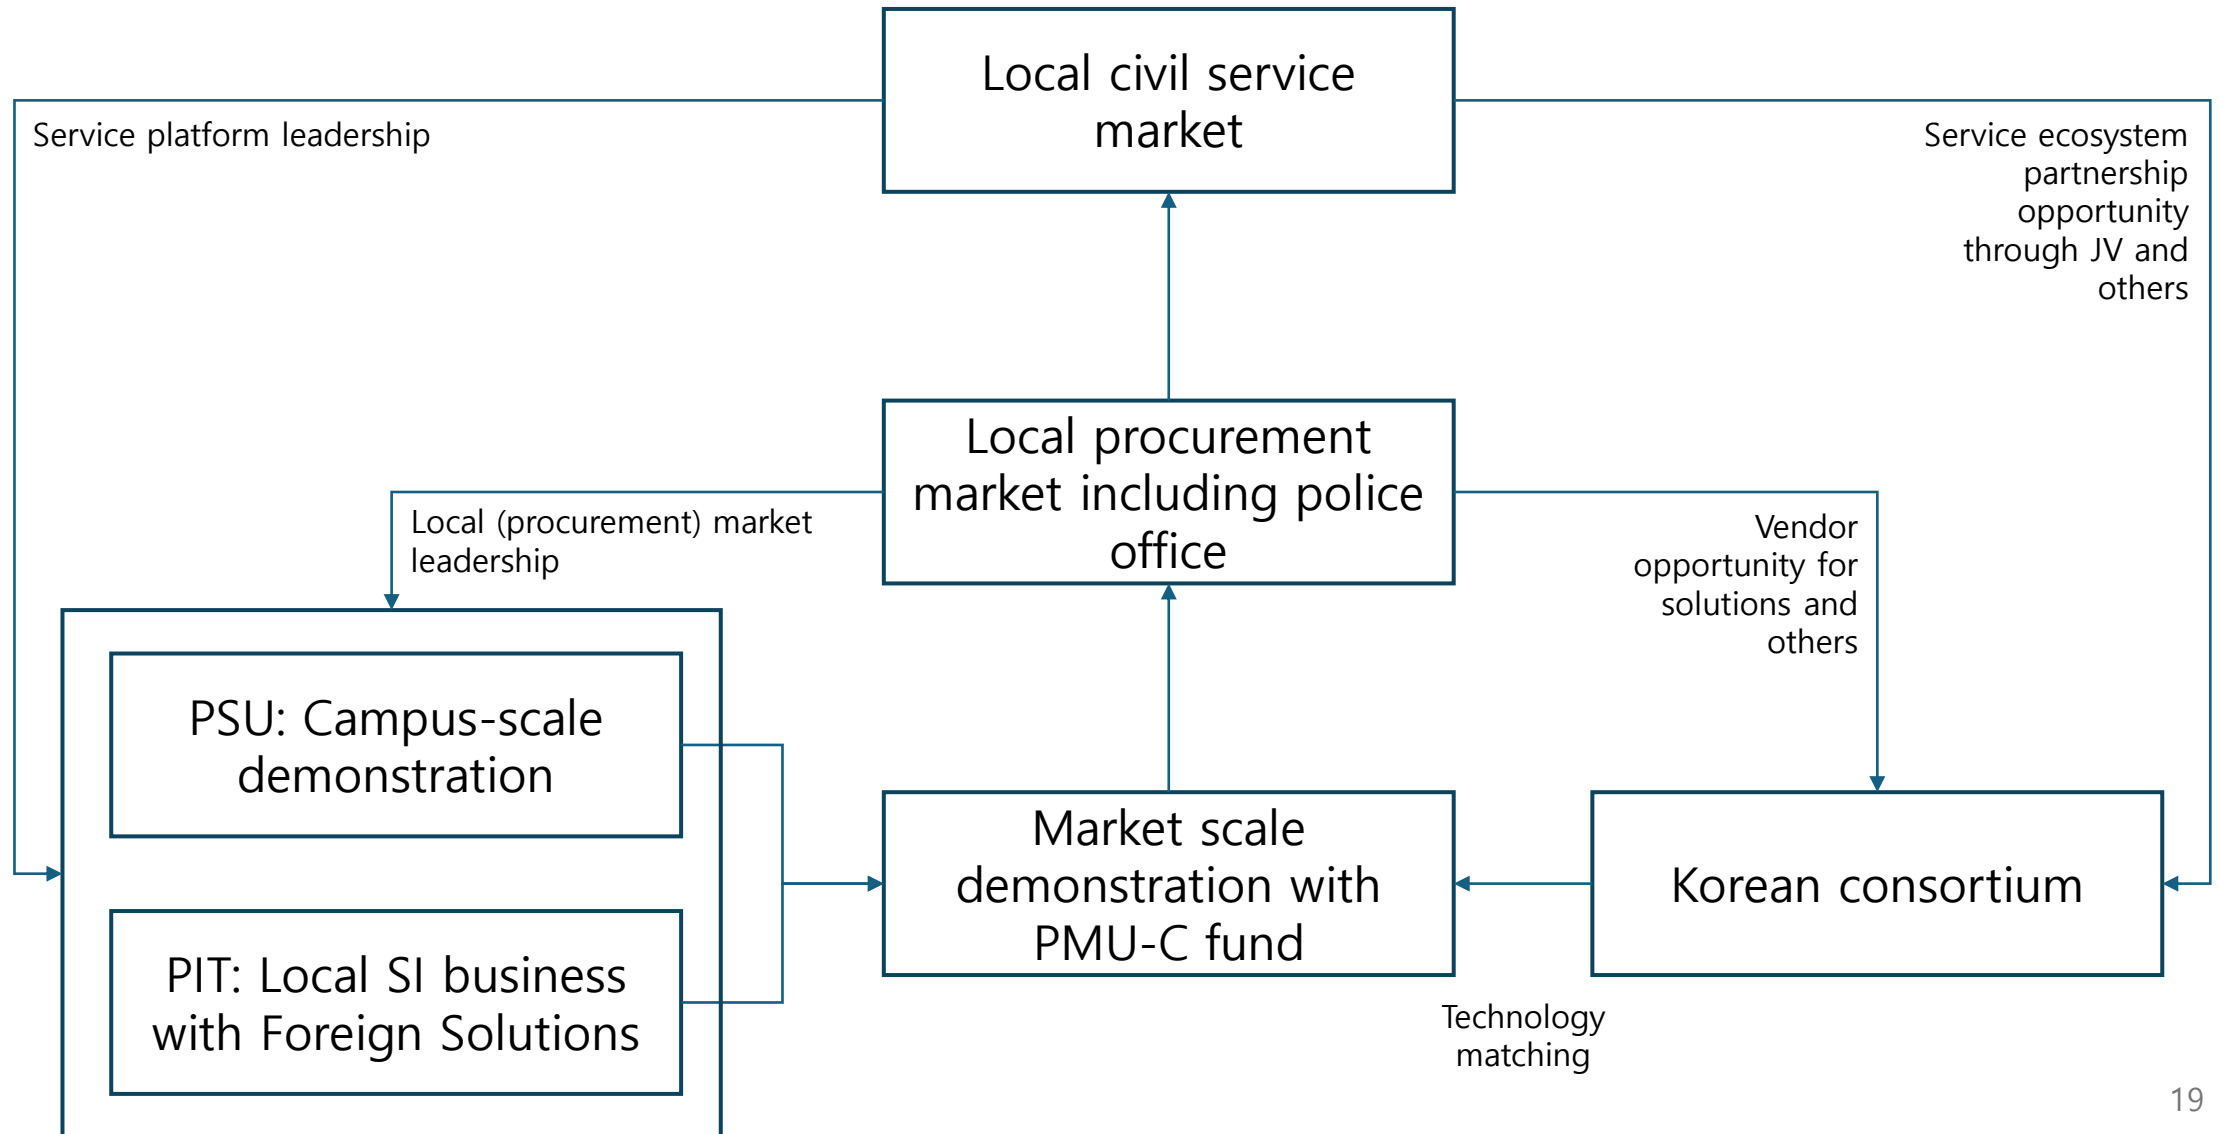 Local civil service
market
Service platform leadership
Service ecosystem
partnership
opportunity
through JV and
others
Local procurement
market including police
office
Local (procurement) market
leadership
Vendor
opportunity for
solutions and
others
PSU: Campus-scale
demonstration
Market scale
demonstration with
PMU-C fund
Korean consortium
PIT: Local SI business
with Foreign Solutions
Technology
matching
19